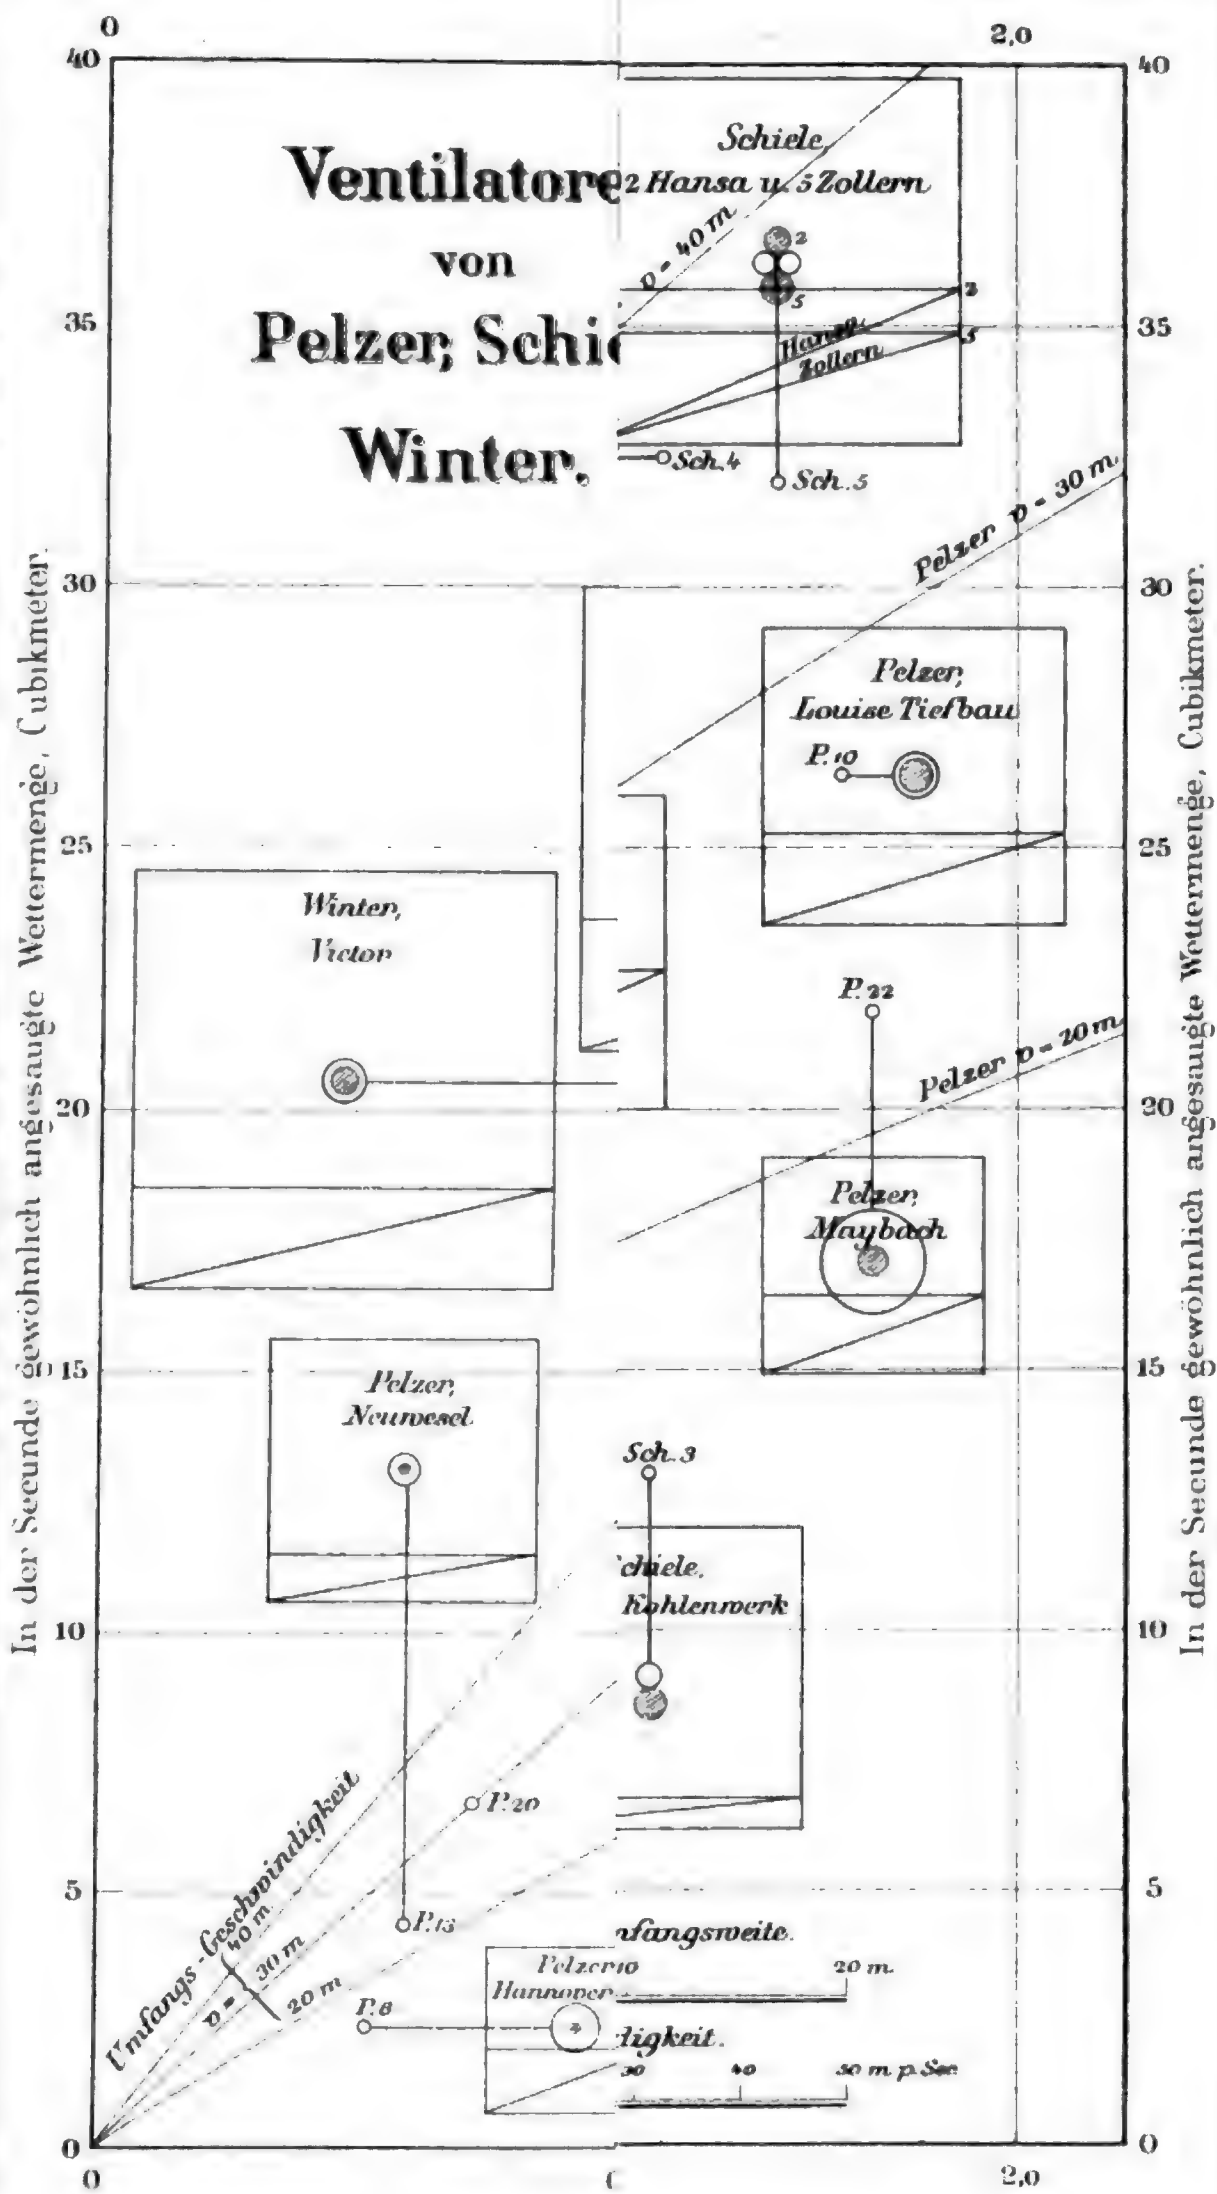 0
2,0
40
40
Ventilatore
von
Pelzer, Schie
Winter.
Schiele,
2 Hansa u. 5 Zollern
v = 40 m
2
5
2
5
Hansa.
Zollern
35
35
Sch. 4
Sch. 5
Pelzer v = 30 m.
30
30
Pelzer,
Louise Tiefbau
P. 10
25
25
Winter,
Victor
P. 22
Pelzer v = 20 m.
20
20
Pelzer,
Maybach
15
15
Pelzer,
Neuwesel
Sch. 3
chiele.
Kohlenwerk
10
10
P. 20
5
5
P. 13
Umfangs-Geschwindigkeit
v =
40 m.
30 m
20 m
nfangsweite.
Pelzer 10
Hannover
20 m.
P. 8
digkeit.
30
40
50 m. p. Sec
0
0
0
2,0
In der Secunde gewöhnlich angesaugte Wettermenge, Cubikmeter.
In der Secunde gewöhnlich angesaugte Wettermenge, Cubikmeter.